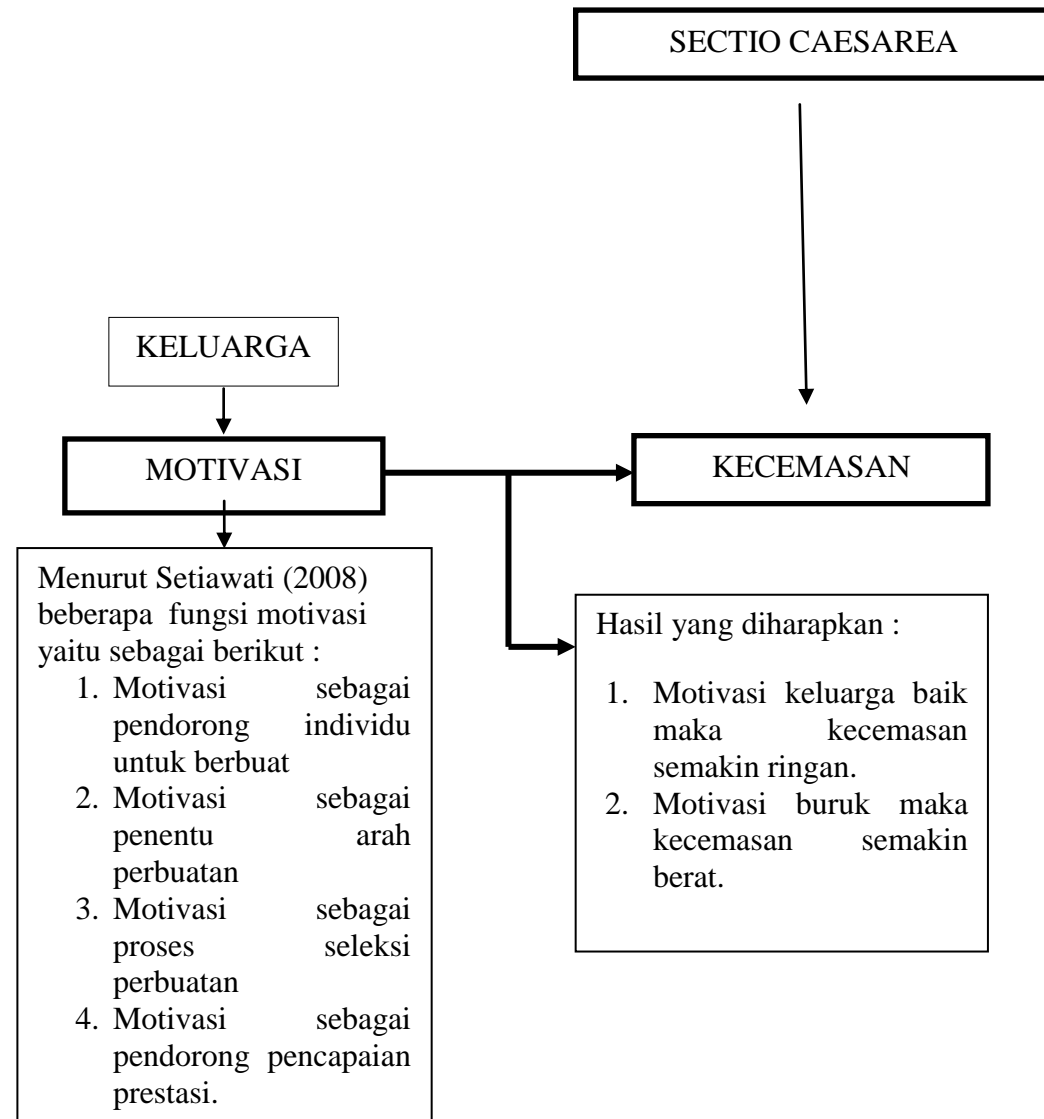 SECTIO CAESAREA
KELUARGA
MOTIVASI
KECEMASAN
Menurut Setiawati (2008)
beberapa fungsi motivasi
yaitu sebagai berikut :
1. Motivasi sebagai
pendorong individu
untuk berbuat
2. Motivasi sebagai
penentu arah
perbuatan
3. Motivasi sebagai
proses seleksi
perbuatan
4. Motivasi sebagai
pendorong pencapaian
prestasi.
Hasil yang diharapkan :
1. Motivasi keluarga baik
maka kecemasan
semakin ringan.
2. Motivasi buruk maka
kecemasan semakin
berat.